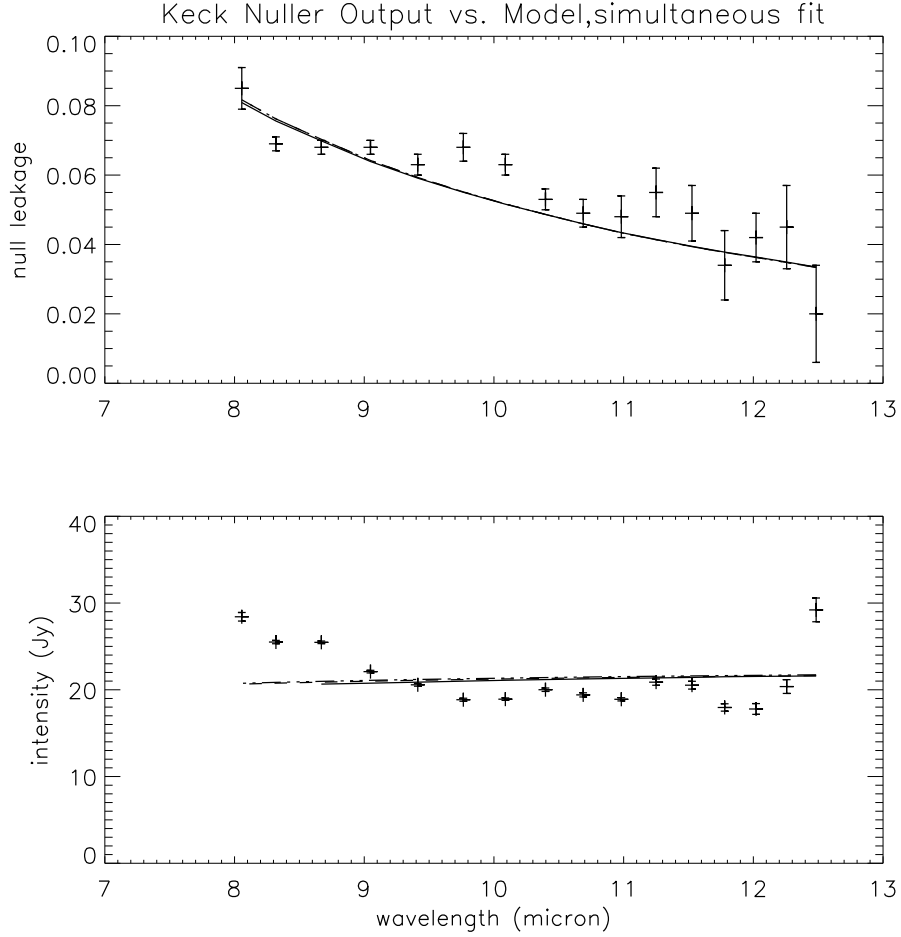 Keck Nuller Output vs. Model,simultaneous fit
0.10
0.08
0.06
0.04
0.02
0.00
null leakage
7 8 9 10 11 12 13
40
30
20
10
0
intensity (Jy)
7 8 9 10 11 12 13
wavelength (micron)